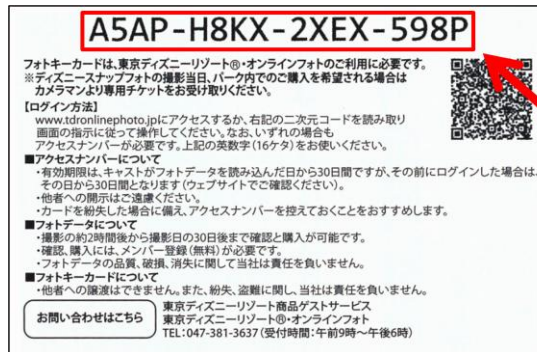 A5AP-H8KX-2XEX-598P
フォトキーカードは、東京ディズニーリゾート®・オンラインフォトのご利用に必要です。
※ディズニースナップフォトの撮影当日、パーク内でのご購入を希望される場合は
カメラマンより専用チケットをお受け取りください。
【ログイン方法】
www.tdronlinephoto.jpにアクセスするか、右記の二次元コードを読み取り
画面の指示に従って操作してください。なお、いずれの場合も
アクセスナンバーが必要です。上記の英数字(16ケタ)をお使いください。
■アクセスナンバーについて
・有効期限は、キャストがフォトデータを読み込んだ日から30日間ですが、その前にログインした場合は、
その日から30日間となります(ウェブサイトでご確認ください)。
・他者への開示はご遠慮ください。
・カードを紛失した場合に備え、アクセスナンバーを控えておくことをおすすめします。
■フォトデータについて
・撮影の約2時間後から撮影日の30日後まで確認と購入が可能です。
・確認、購入には、メンバー登録(無料)が必要です。
・フォトデータの品質、破損、消失に関して当社は責任を負いません。
■フォトキーカードについて
・他者への譲渡はできません。また、紛失、盗難に関し、当社は責任を負いません。
お問い合わせはこちら
東京ディズニーリゾート商品ゲストサービス
東京ディズニーリゾート®・オンラインフォト
TEL:047-381-3637(受付時間:午前9時~午後6時)